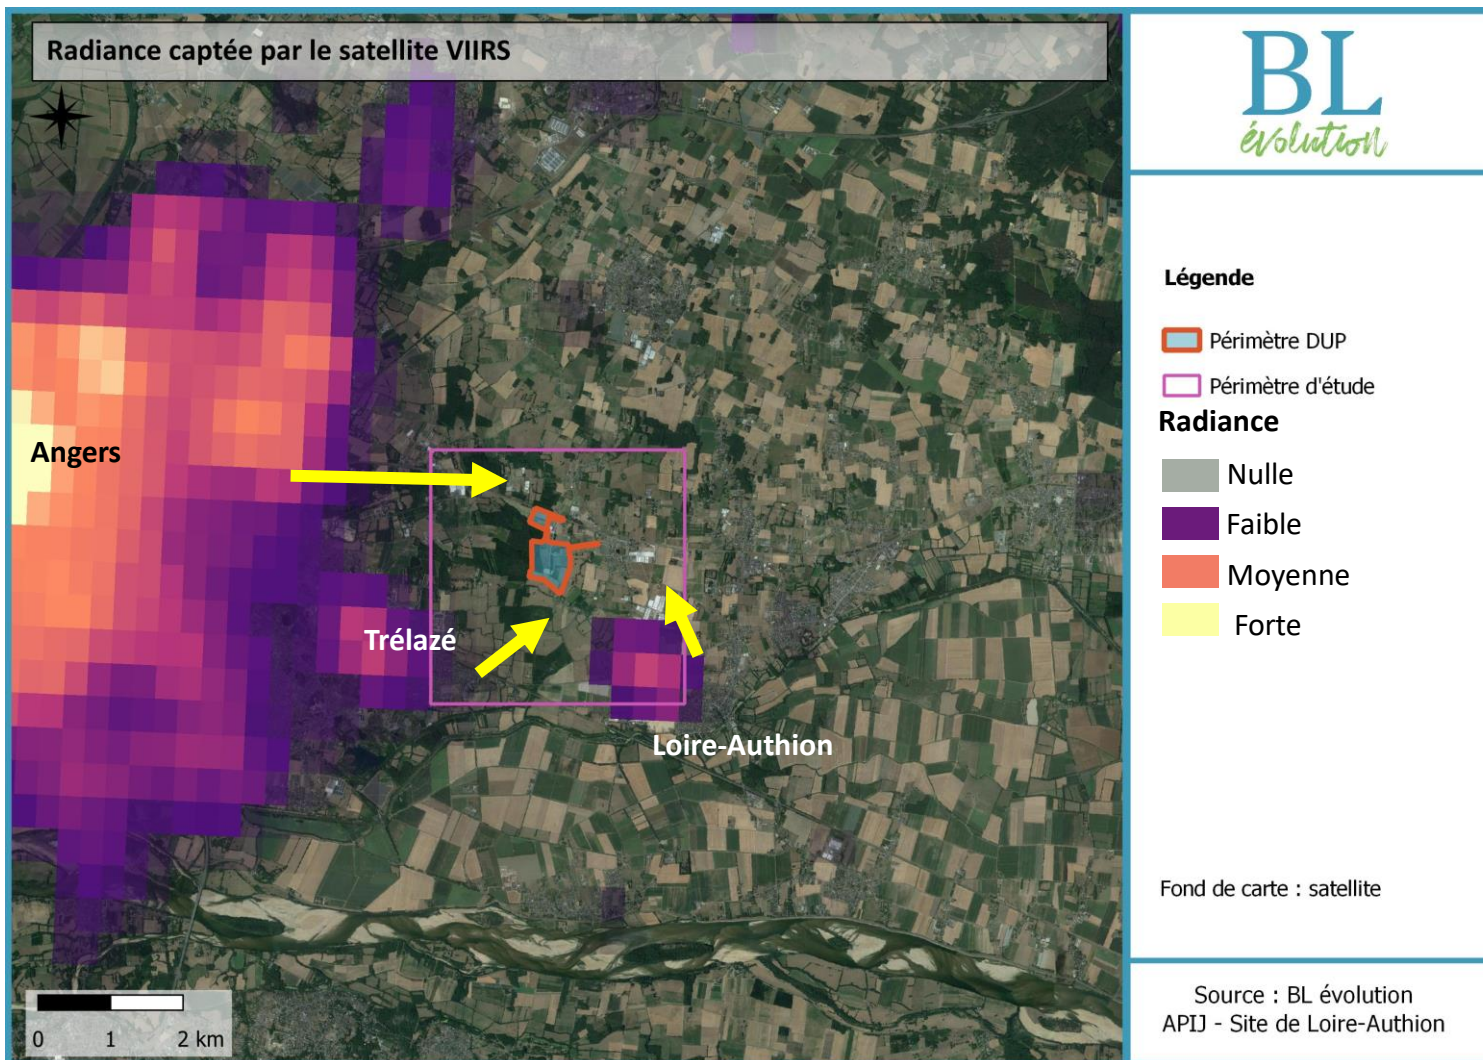 Radiance captée par le satellite VIIRS
Angers
Trélazé
Loire-Authion
0 1 2 km
BL
évolution
Légende
Périmètre DUP
Périmètre d'étude
Radiance
Nulle
Faible
Moyenne
Forte
Fond de carte : satellite
Source : BL évolution
APIJ - Site de Loire-Authion